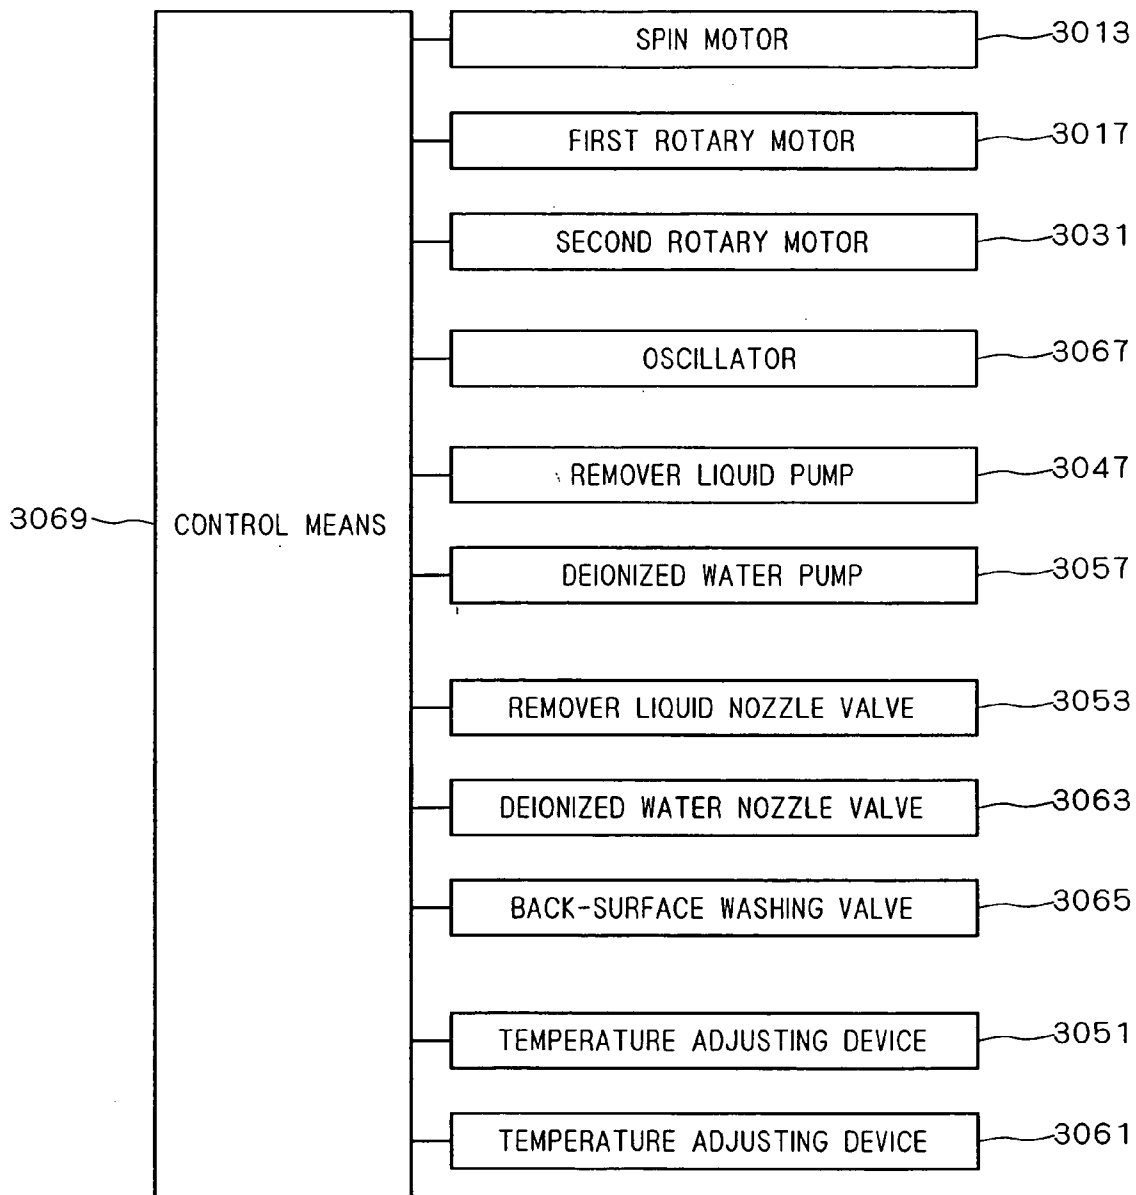 SPIN MOTOR 3013
FIRST ROTARY MOTOR 3017
SECOND ROTARY MOTOR 3031
OSCILLATOR 3067
REMOVER LIQUID PUMP 3047
3069 CONTROL MEANS
DEIONIZED WATER PUMP 3057
REMOVER LIQUID NOZZLE VALVE 3053
DEIONIZED WATER NOZZLE VALVE 3063
BACK-SURFACE WASHING VALVE 3065
TEMPERATURE ADJUSTING DEVICE 3051
TEMPERATURE ADJUSTING DEVICE 3061